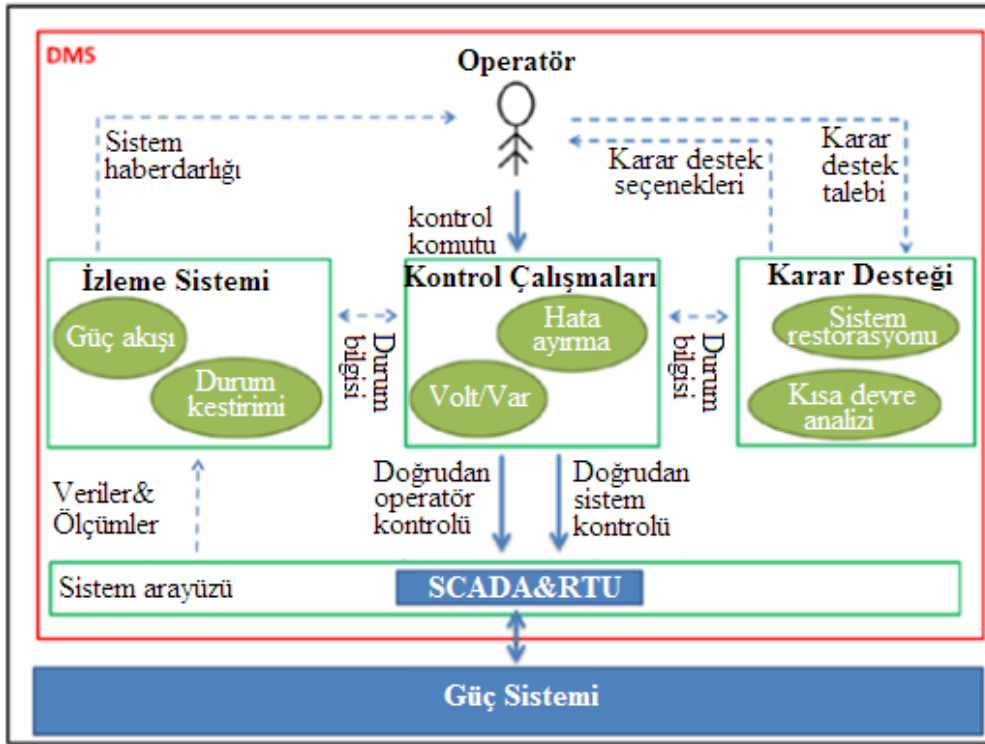 DMS
Operatör
Sistem
haberdarlığı
Karar destek
seçenekleri
Karar
destek
talebi
kontrol
komutu
İzleme Sistemi
Güç akışı
Durum
kestirimi
Durum
bilgisi
Kontrol Çalışmaları
Hata
ayırma
Volt/Var
Durum
bilgisi
Karar Desteği
Sistem
restorasyonu
Kısa devre
analizi
Veriler&
Ölçümler
Doğrudan
operatör
kontrolü
Doğrudan
sistem
kontrolü
Sistem arayüzü
SCADA&RTU
Güç Sistemi